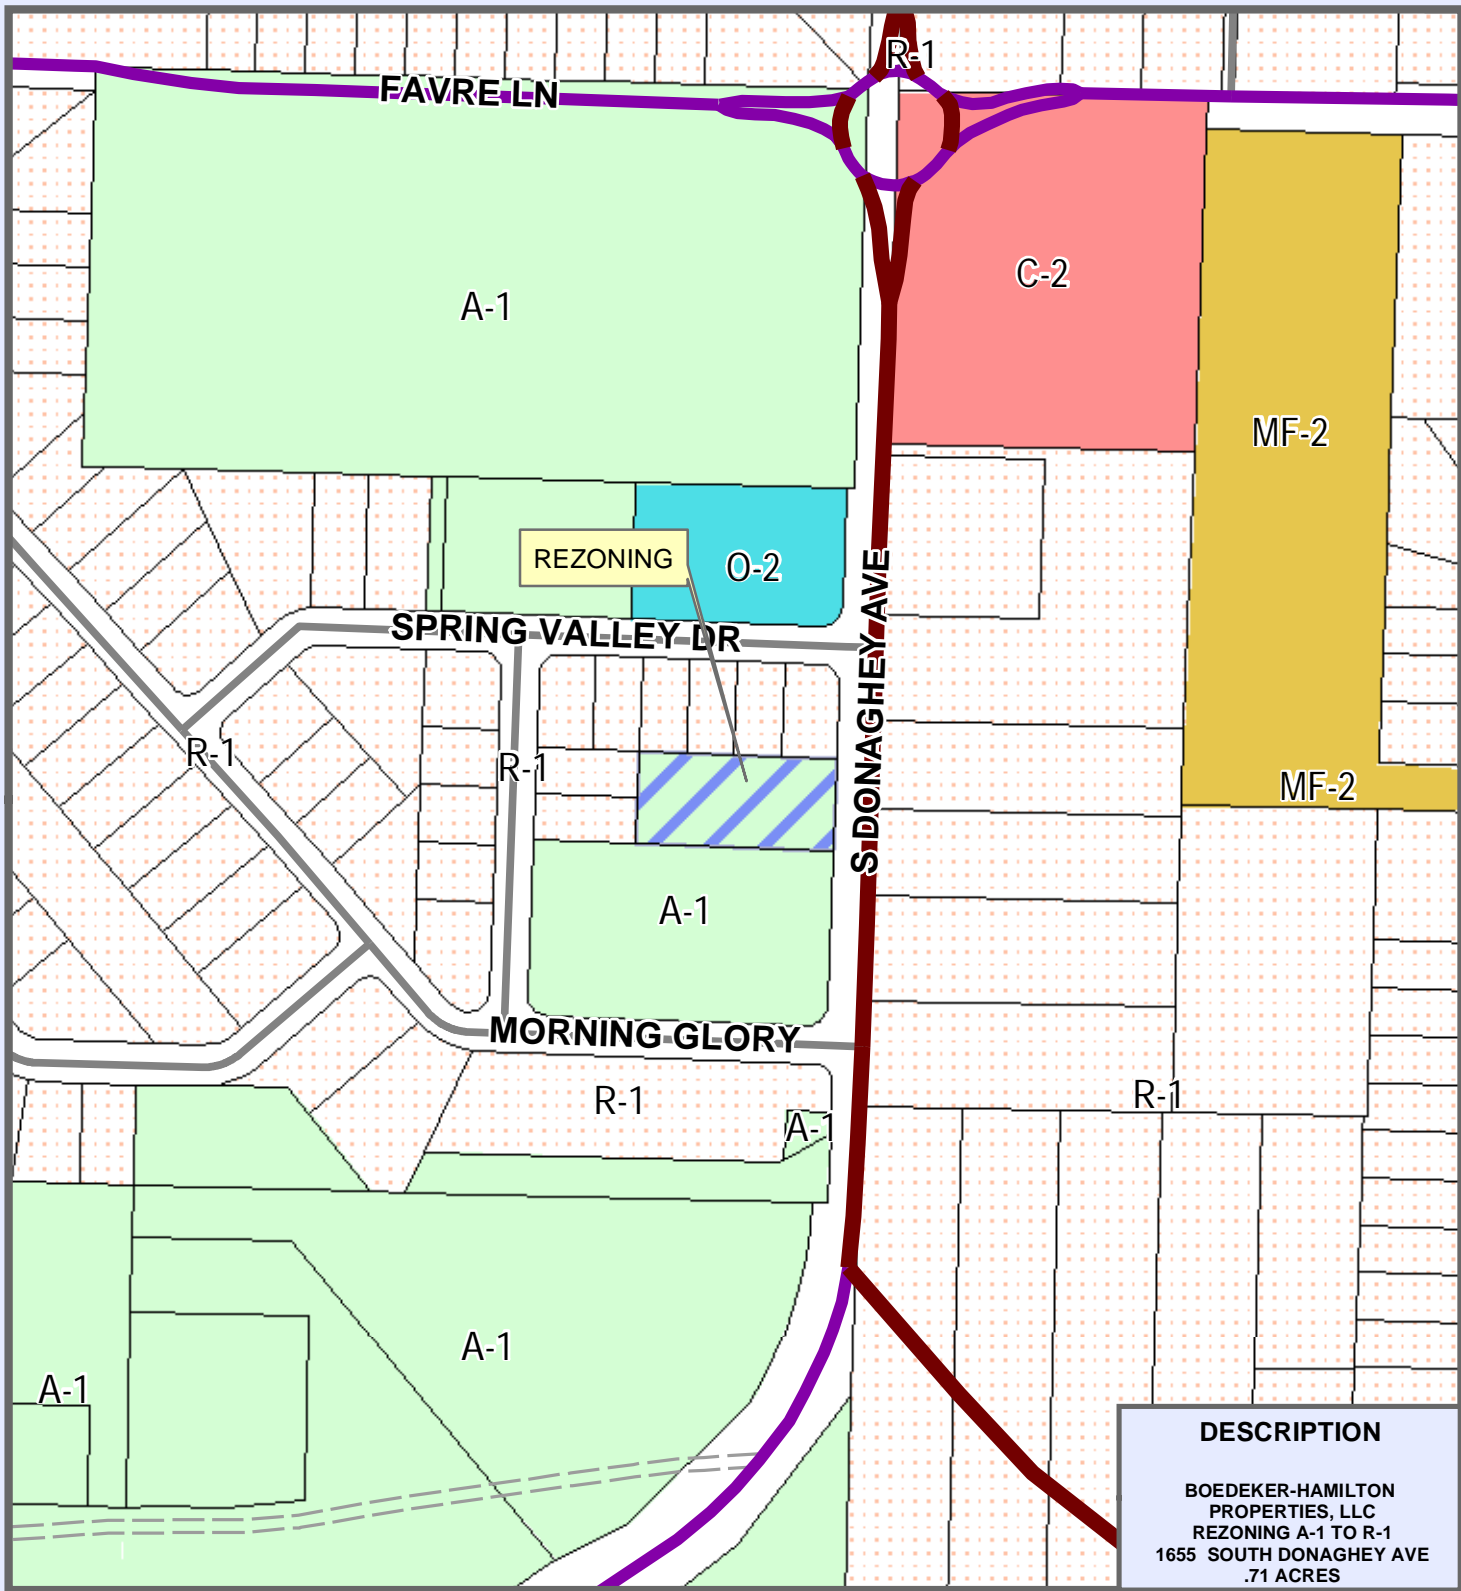 R-1
FAVRE LN
C-2
A-1
MF-2
REZONING
O-2
SPRING VALLEY DR
S DONAGHEY AVE
R-1
R-1
MF-2
A-1
MORNING GLORY
R-1
R-1
A-1
A-1
A-1
DESCRIPTION
BOEDEKER-HAMILTON
PROPERTIES, LLC
REZONING A-1 TO R-1
1655 SOUTH DONAGHEY AVE
.71 ACRES